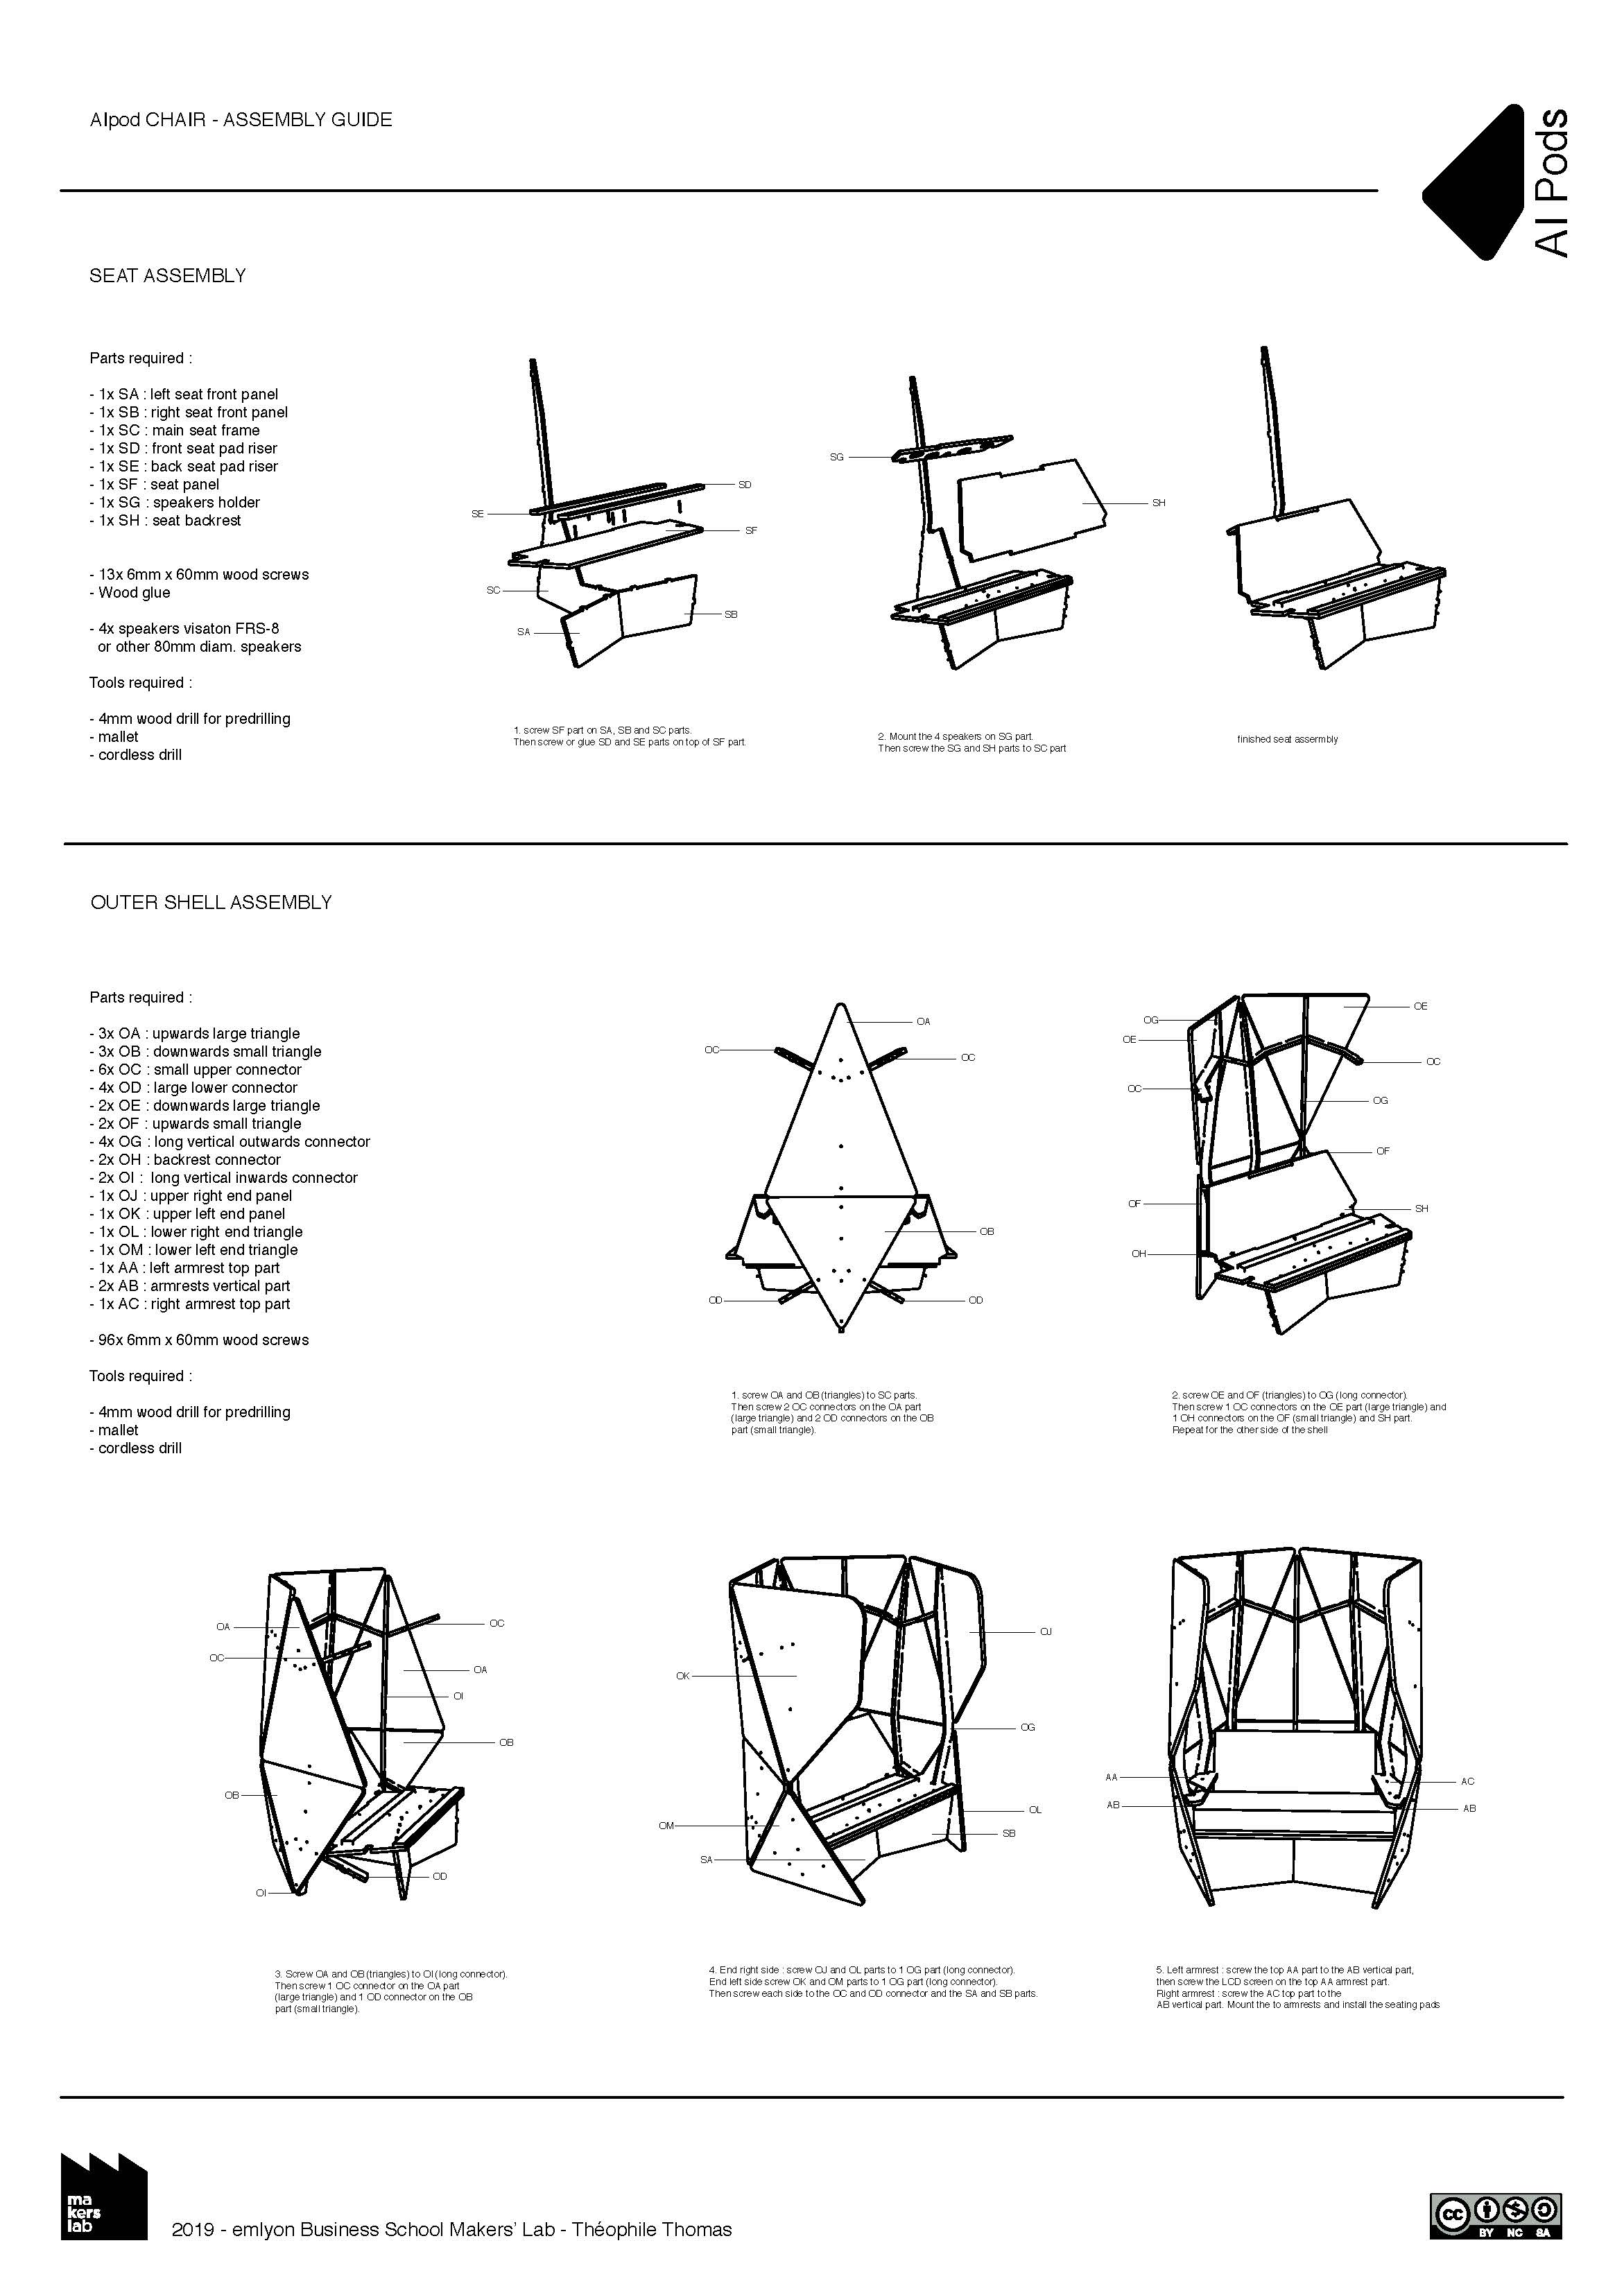 AIpod CHAIR - ASSEMBLY GUIDE
AI Pods
SEAT ASSEMBLY
Parts required :
- 1x SA : left seat front panel
- 1x SB : right seat front panel
- 1x SC : main seat frame
- 1x SD : front seat pad riser
- 1x SE : back seat pad riser
- 1x SF : seat panel
- 1x SG : speakers holder
- 1x SH : seat backrest
- 13x 6mm x 60mm wood screws
- Wood glue
- 4x speakers visaton FRS-8
or other 80mm diam. speakers
Tools required :
- 4mm wood drill for predrilling
- mallet
- cordless drill
SD
SE
SF
SC
SB
SA
1. screw SF part on SA, SB and SC parts.
Then screw or glue SD and SE parts on top of SF part.
SG
SH
2. Mount the 4 speakers on SG part.
Then screw the SG and SH parts to SC part
finished seat assermbly
OUTER SHELL ASSEMBLY
Parts required :
- 3x OA : upwards large triangle
- 3x OB : downwards small triangle
- 6x OC : small upper connector
- 4x OD : large lower connector
- 2x OE : downwards large triangle
- 2x OF : upwards small triangle
- 4x OG : long vertical outwards connector
- 2x OH : backrest connector
- 2x OI :  long vertical inwards connector
- 1x OJ : upper right end panel
- 1x OK : upper left end panel
- 1x OL : lower right end triangle
- 1x OM : lower left end triangle
- 1x AA : left armrest top part
- 2x AB : armrests vertical part
- 1x AC : right armrest top part
- 96x 6mm x 60mm wood screws
Tools required :
- 4mm wood drill for predrilling
- mallet
- cordless drill
OA
OC
OC
OB
OD
OD
1. screw OA and OB (triangles) to SC parts.
Then screw 2 OC connectors on the OA part
(large triangle) and 2 OD connectors on the OB
part (small triangle).
OE
OG
OE
OC
OC
OG
OF
OF
SH
OH
2. screw OE and OF (triangles) to OG (long connector).
Then screw 1 OC connectors on the OE part (large triangle) and
1 OH connectors on the OF (small triangle) and SH part.
Repeat for the other side of the shell
OA
OC
OC
OA
OI
OB
OB
OD
OI
3. Screw OA and OB (triangles) to OI (long connector).
Then screw 1 OC connector on the OA part
(large triangle) and 1 OD connector on the OB
part (small triangle).
OJ
OK
OG
OL
OM
SB
SA
4. End right side : screw OJ and OL parts to 1 OG part (long connector).
End left side screw OK and OM parts to 1 OG part (long connector).
Then screw each side to the OC and OD connector and the SA and SB parts.
AA
AC
AB
AB
5. Left armrest : screw the top AA part to the AB vertical part,
then screw the LCD screen on the top AA armrest part.
Right armrest : screw the AC top part to the
AB vertical part. Mount the to armrests and install the seating pads
ma
kers
lab
2019 - emlyon Business School Makers' Lab - Théophile Thomas
cc
BY NC SA